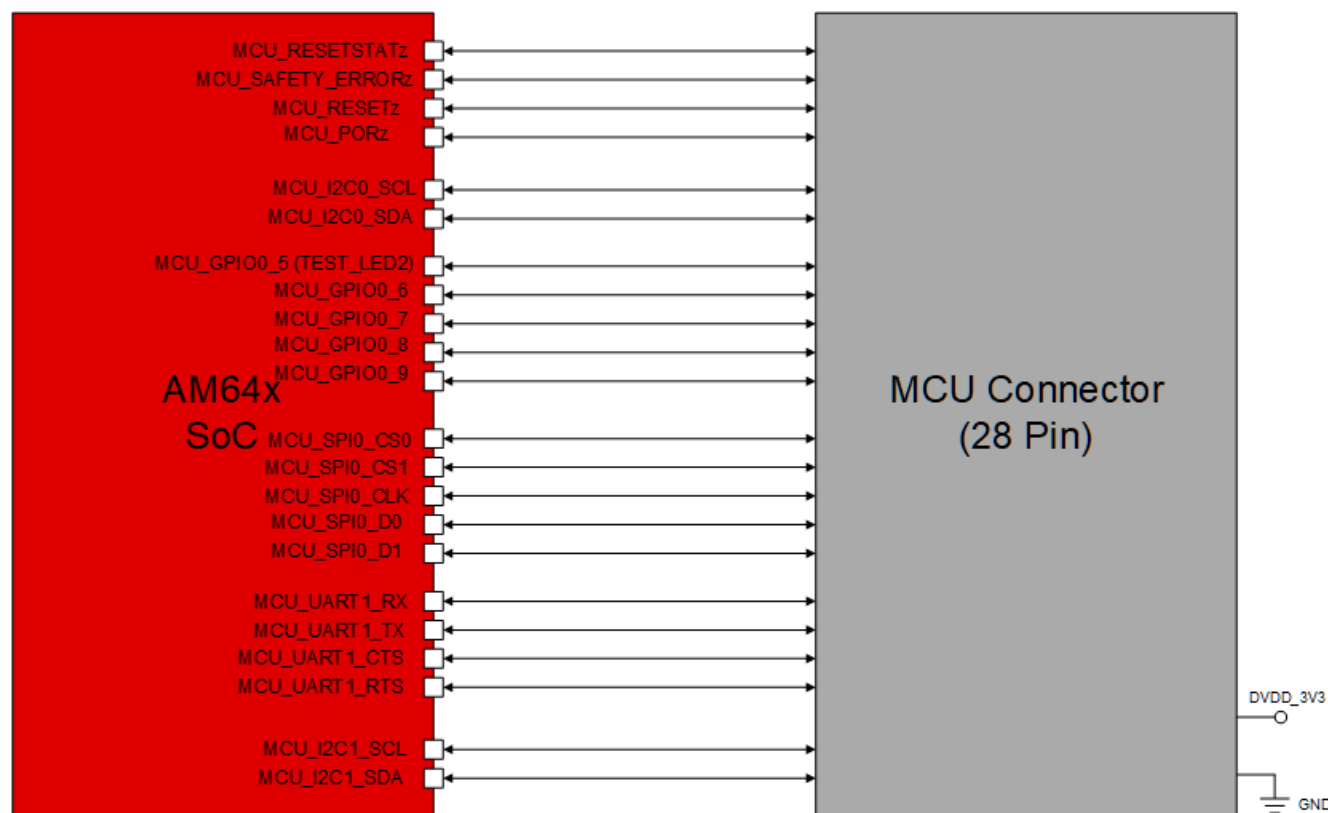 MCU_RESETSTATz
MCU_SAFETY_ERRORz
MCU_RESETz
MCU_PORz
MCU_I2C0_SCL
MCU_I2C0_SDA
MCU_GPIO0_5 (TEST_LED2)
MCU_GPIO0_6
MCU_GPIO0_7
MCU_GPIO0_8
MCU_GPIO0_9
AM64x
SoC
MCU_SPI0_CS0
MCU_SPI0_CS1
MCU_SPI0_CLK
MCU_SPI0_D0
MCU_SPI0_D1
MCU_UART1_RX
MCU_UART1_TX
MCU_UART1_CTS
MCU_UART1_RTS
MCU_I2C1_SCL
MCU_I2C1_SDA
MCU Connector
(28 Pin)
DVDD_3V3
GND